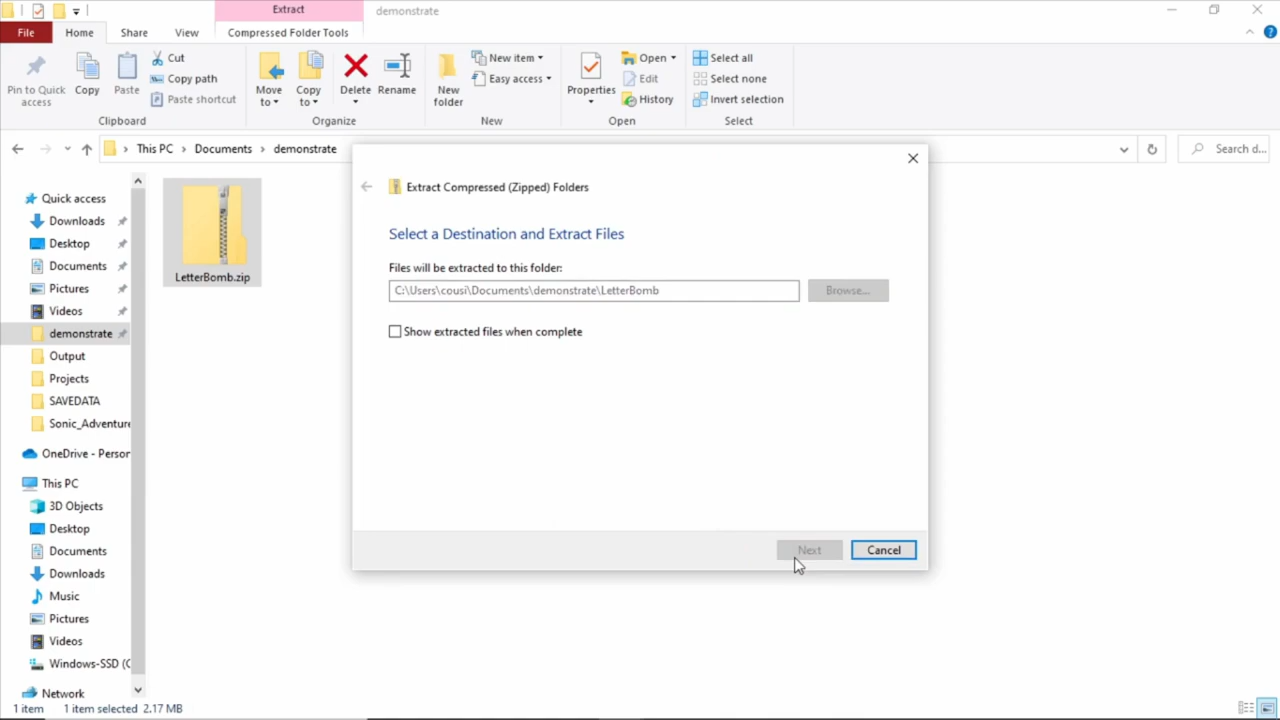 Extract
demonstrate
File
Home
Share
View
Compressed Folder Tools
Pin to Quick
access
Copy
Paste
Cut
Copy path
Paste shortcut
Clipboard
Move
to
Copy
to
Delete
Rename
Organize
New
folder
New item
Easy access
New
Properties
Open
Edit
History
Open
Select all
Select none
Invert selection
Select
This PC
Documents
demonstrate
Search d...
Quick access
Downloads
Desktop
Documents
Pictures
Videos
demonstrate
Output
Projects
SAVEDATA
Sonic_Adventure
OneDrive - Person
This PC
3D Objects
Desktop
Documents
Downloads
Music
Pictures
Videos
Windows-SSD (C
Network
LetterBomb.zip
Extract Compressed (Zipped) Folders
Select a Destination and Extract Files
Files will be extracted to this folder:
C:\Users\cousi\Documents\demonstrate\LetterBomb
Browse...
Show extracted files when complete
Next
Cancel
1 item
1 item selected 2.17 MB